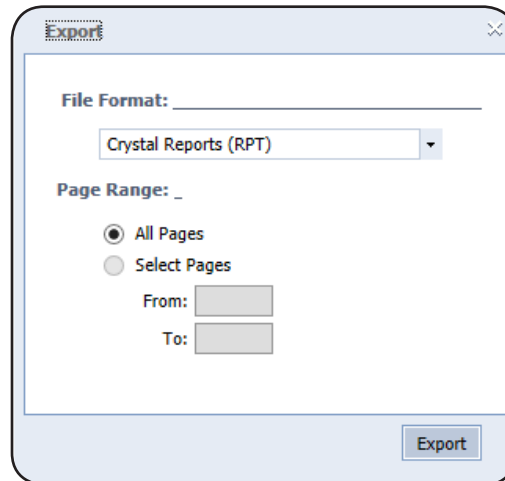 Export
File Format:
Crystal Reports (RPT)
Page Range: _
All Pages
Select Pages
From:
To:
Export